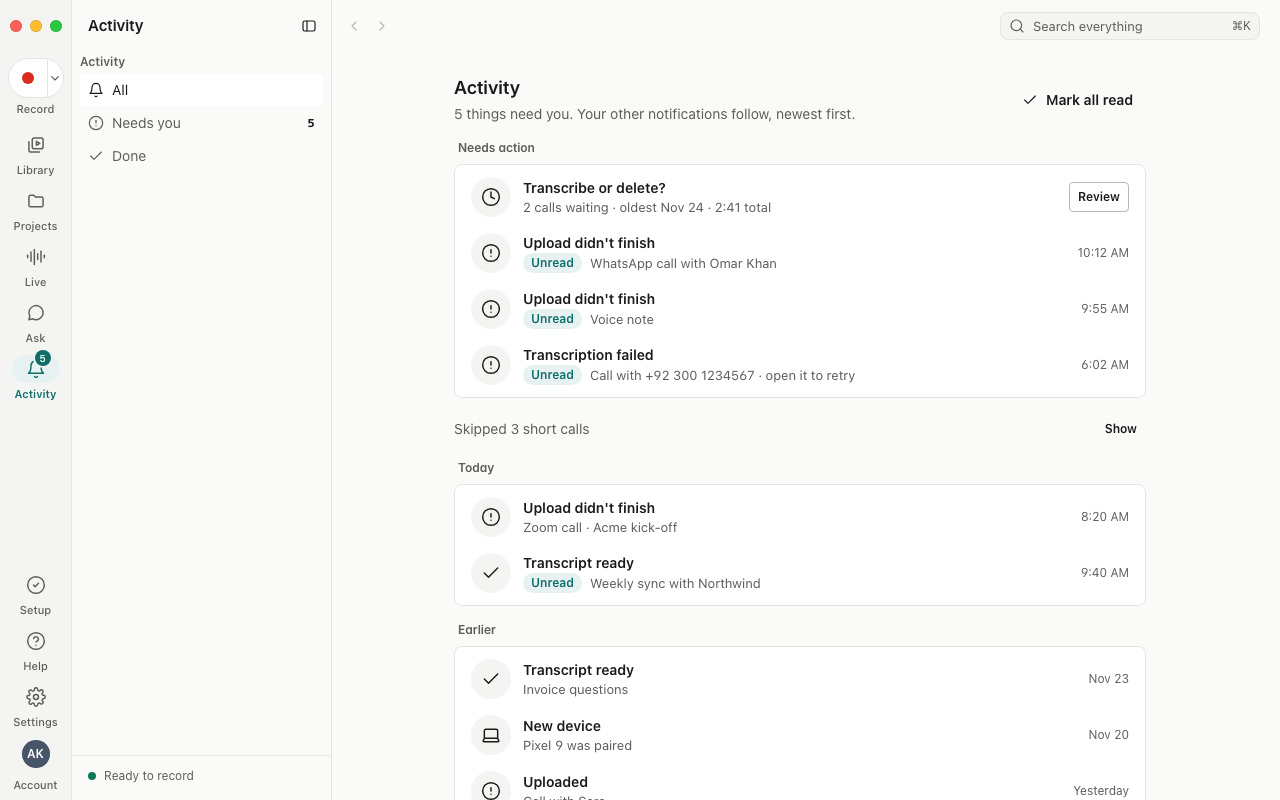 Activity
Search everything
⌘K
Record
Library
Projects
Live
Ask
5
Activity
Setup
Help
Settings
AK
Account
Activity
All
Needs you
5
Done
Ready to record
Activity
5 things need you. Your other notifications follow, newest first.
Mark all read
Needs action
Transcribe or delete?
2 calls waiting · oldest Nov 24 · 2:41 total
Review
Upload didn't finish
Unread WhatsApp call with Omar Khan
10:12 AM
Upload didn't finish
Unread Voice note
9:55 AM
Transcription failed
Unread Call with +92 300 1234567 · open it to retry
6:02 AM
Skipped 3 short calls
Show
Today
Upload didn't finish
Zoom call · Acme kick-off
8:20 AM
Transcript ready
Unread Weekly sync with Northwind
9:40 AM
Earlier
Transcript ready
Invoice questions
Nov 23
New device
Pixel 9 was paired
Nov 20
Uploaded
Call with Sara
Yesterday